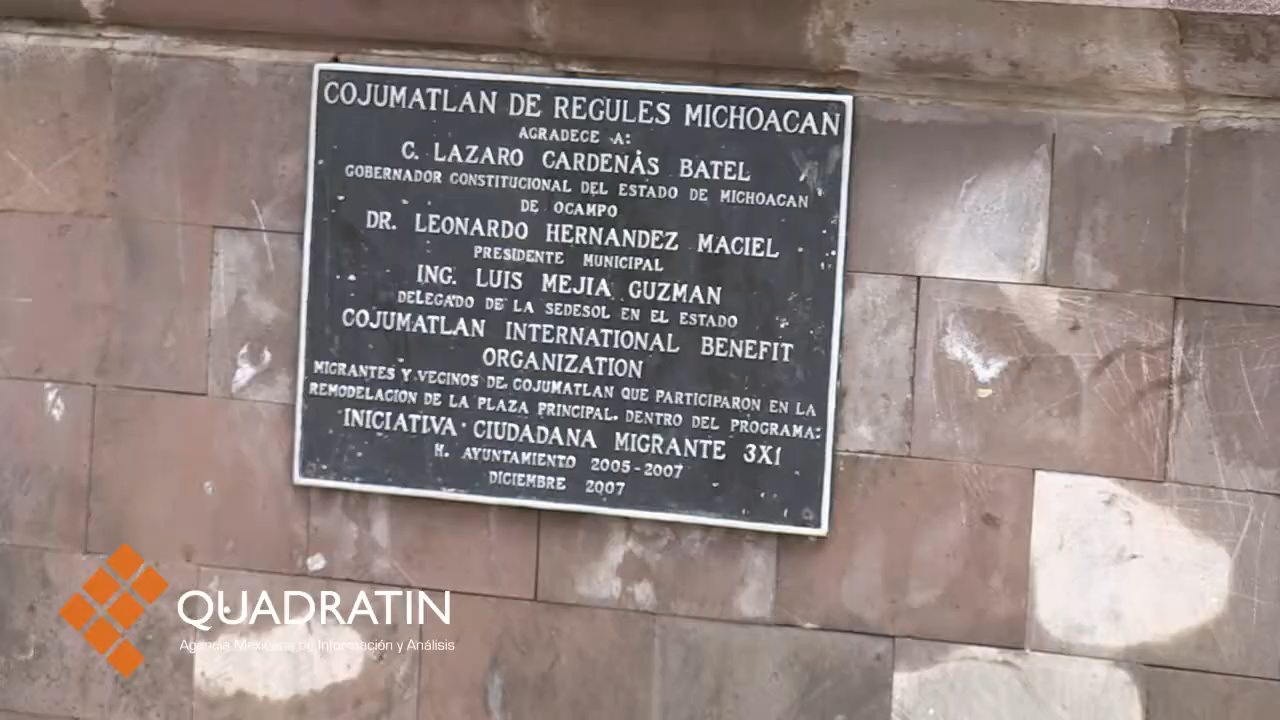 COJUMATLAN DE REGULES MICHOACAN
AGRADECE A:
C. LAZARO CARDENAS BATEL
GOBERNADOR CONSTITUCIONAL DEL ESTADO DE MICHOACAN
DE OCAMPO
DR. LEONARDO HERNANDEZ MACIEL
PRESIDENTE MUNICIPAL
ING. LUIS MEJIA GUZMAN
DELEGADO DE LA SEDESOL EN EL ESTADO
COJUMATLAN INTERNATIONAL BENEFIT
ORGANIZATION
MIGRANTES Y VECINOS DE COJUMATLAN QUE PARTICIPARON EN LA
REMODELACION DE LA PLAZA PRINCIPAL. DENTRO DEL PROGRAMA:
INICIATIVA CIUDADANA MIGRANTE 3X1
H. AYUNTAMIENTO 2005-2007
DICIEMBRE 2007
QUADRATIN
Agencia Mexicana de Información y Análisis